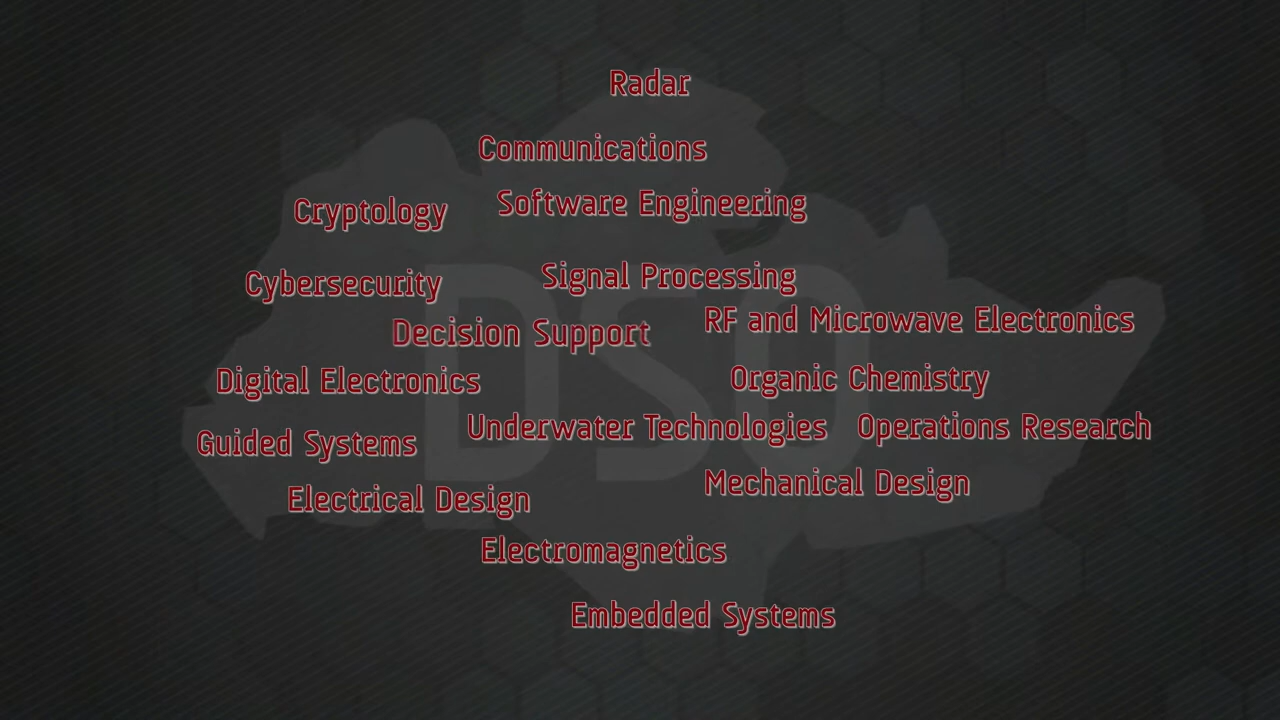 Radar
Communications
Software Engineering
Cryptology
Signal Processing
Cybersecurity
RF and Microwave Electronics
Decision Support
Digital Electronics
Organic Chemistry
Underwater Technologies
Operations Research
Guided Systems
Mechanical Design
Electrical Design
Electromagnetics
Embedded Systems
DSO